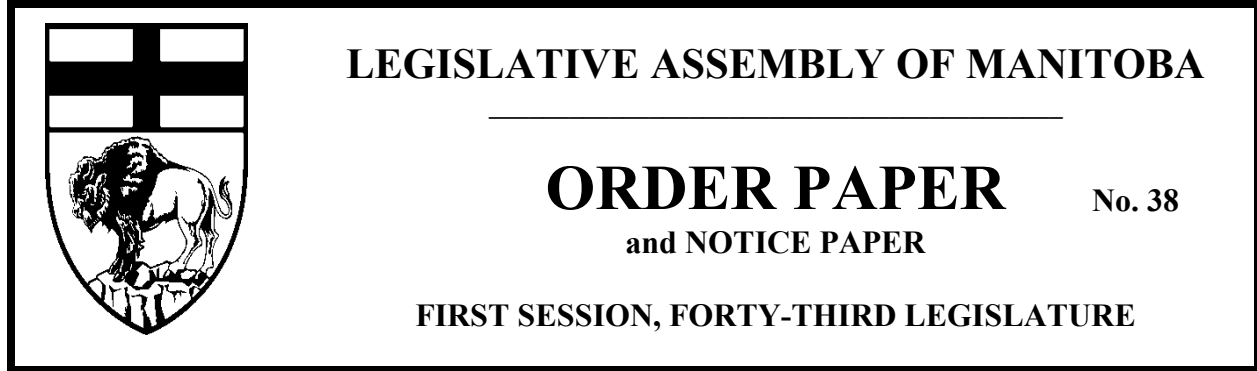 LEGISLATIVE ASSEMBLY OF MANITOBA
ORDER PAPER No. 38
and NOTICE PAPER
FIRST SESSION, FORTY-THIRD LEGISLATURE